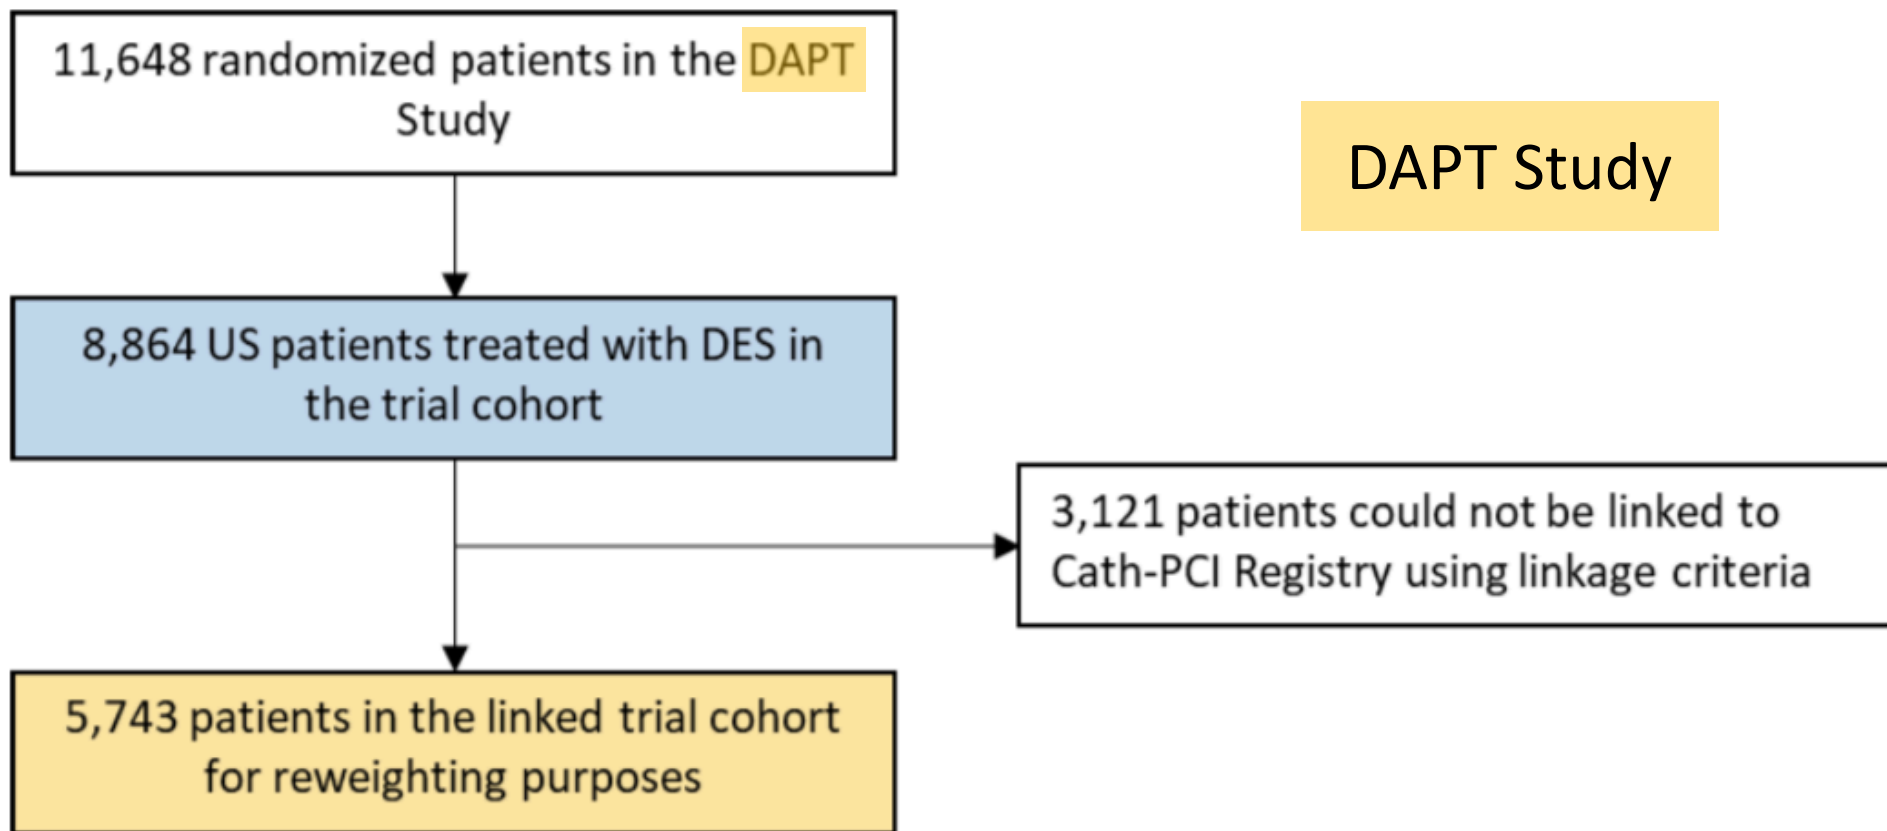 11,648 randomized patients in the DAPT
Study
DAPT Study
8,864 US patients treated with DES in
the trial cohort
3,121 patients could not be linked to
Cath-PCI Registry using linkage criteria
5,743 patients in the linked trial cohort
for reweighting purposes